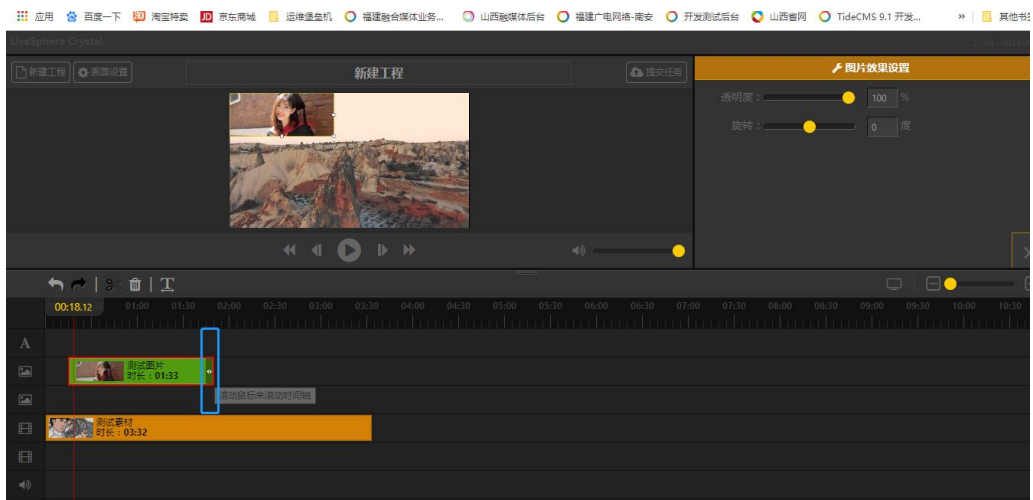 应用 百度一下 淘宝特卖 JD 京东商城 运维堡垒机 福建融合媒体业务... 山西融媒体后台 福建广电网络-南安 开发测试后台 山西省网 TideCMS 9.1 开发... » 其他书签
LiveSphere Crystal
新建工程 画面设置 新建工程 提交任务 图片效果设置
透明度： 100 %
旋转： 0 度
T
00:18.12 01:00 01:30 02:00 02:30 03:00 03:30 04:00 04:30 05:00 05:30 06:00 06:30 07:00 07:30 08:00 08:30 09:00 09:30 10:00 10:30
A
测试图片
时长：01:33
滚动鼠标来滚动时间轴
测试素材
时长：03:32